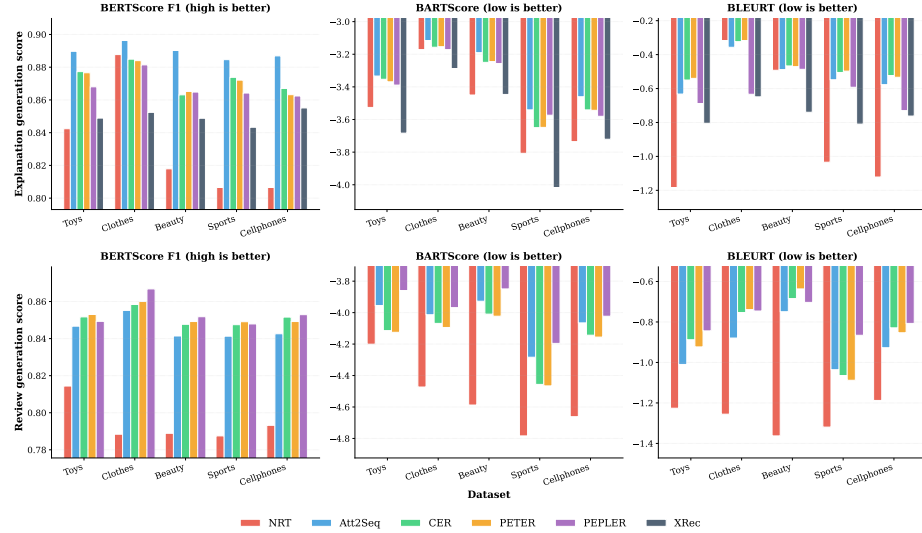 BERTScore F1 (high is better)
BARTScore (low is better)
BLEURT (low is better)
Explanation generation score
0.90
0.88
0.86
0.84
0.82
0.80
Toys
Clothes
Beauty
Sports
Cellphones
−3.0
−3.2
−3.4
−3.6
−3.8
−4.0
Toys
Clothes
Beauty
Sports
Cellphones
−0.2
−0.4
−0.6
−0.8
−1.0
−1.2
Toys
Clothes
Beauty
Sports
Cellphones
BERTScore F1 (high is better)
BARTScore (low is better)
BLEURT (low is better)
Review generation score
0.86
0.84
0.82
0.80
0.78
Toys
Clothes
Beauty
Sports
Cellphones
−3.8
−4.0
−4.2
−4.4
−4.6
−4.8
Toys
Clothes
Beauty
Sports
Cellphones
−0.6
−0.8
−1.0
−1.2
−1.4
Toys
Clothes
Beauty
Sports
Cellphones
Dataset
NRT Att2Seq CER PETER PEPLER XRec